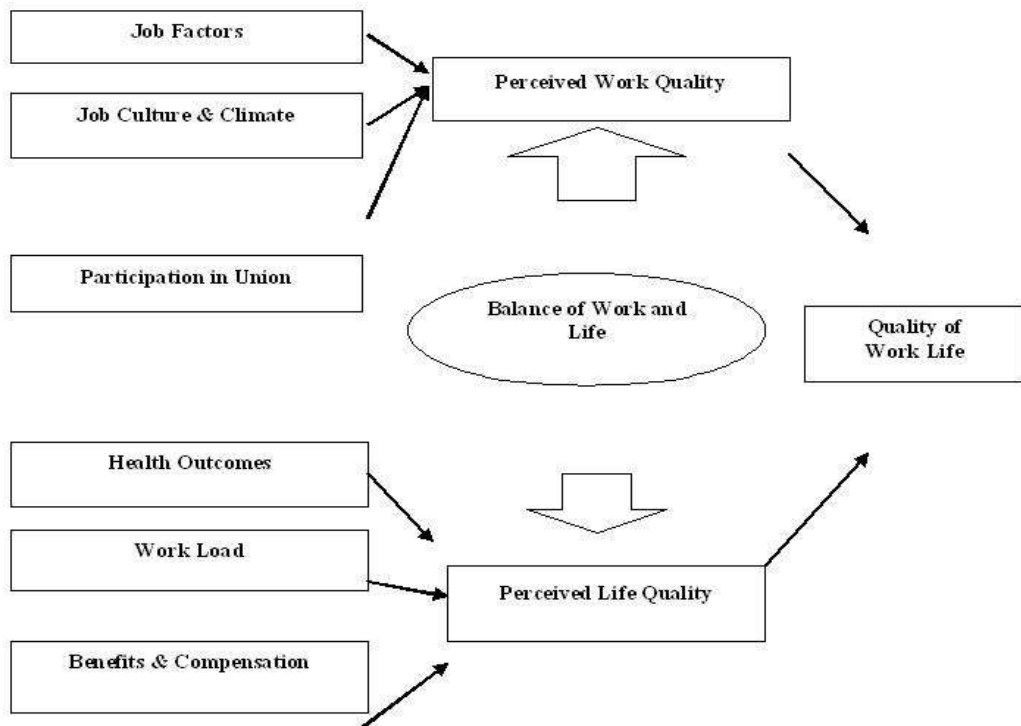 Job Factors
Perceived Work Quality
Job Culture & Climate
Participation in Union
Balance of Work and
Life
Quality of
Work Life
Health Outcomes
Work Load
Perceived Life Quality
Benefits & Compensation